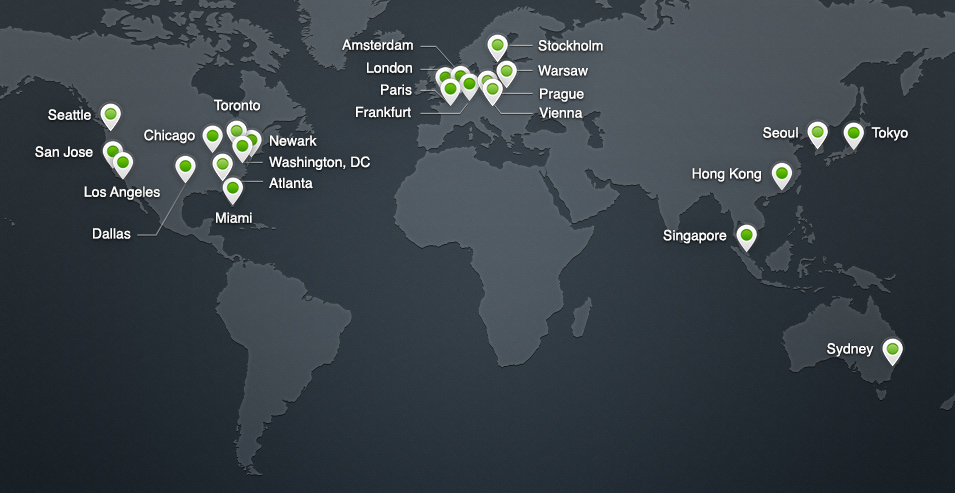 Amsterdam
Stockholm
London
Warsaw
Paris
Prague
Frankfurt
Vienna
Seattle
Toronto
Chicago
Newark
San Jose
Washington, DC
Los Angeles
Atlanta
Miami
Dallas
Seoul
Tokyo
Hong Kong
Singapore
Sydney